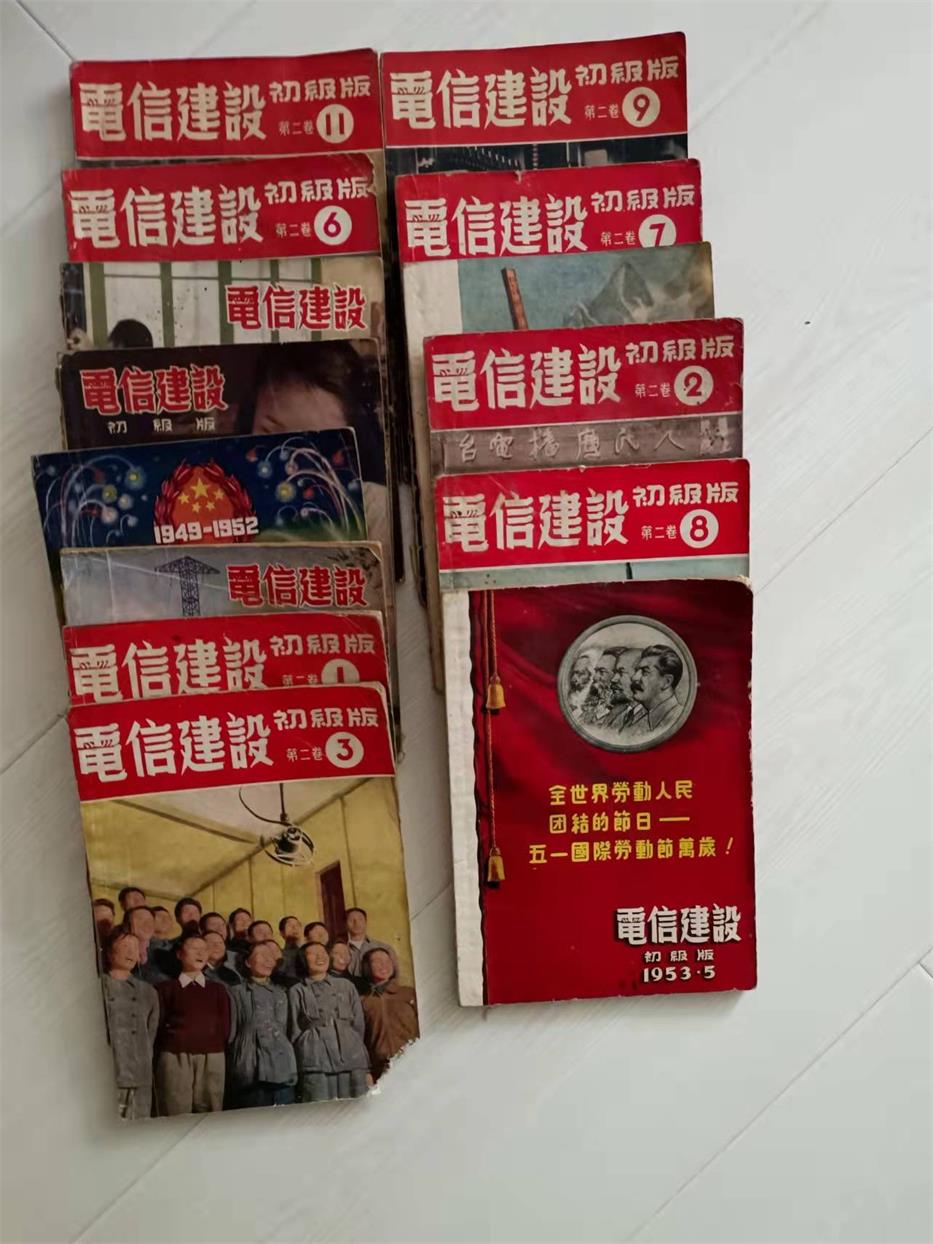 電信建設 初級版
第二卷 11
電信建設 初級版
第二卷 6
電信建設
電信建設
初級版
1949-1952
電信建設
電信建設 初級版
第二卷 1
電信建設 初級版
第二卷 3
電信建設 初級版
第二卷 9
電信建設 初級版
第二卷 7
電信建設 初級版
第二卷 2
台電播廣民人
電信建設 初級版
第二卷 8
全世界勞動人民
团結的節日——
五一國際勞動節萬歲！
電信建設
初級版
1953·5